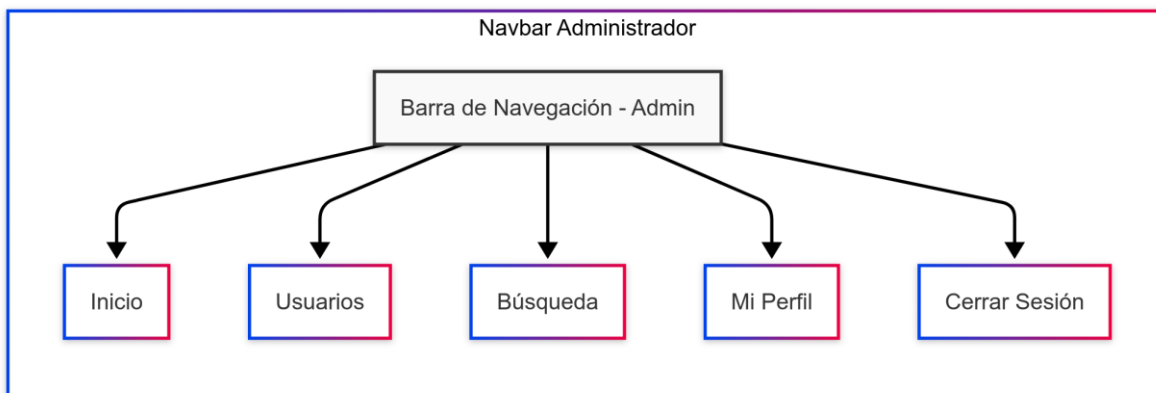 Navbar Administrador
Barra de Navegación - Admin
Inicio
Usuarios
Búsqueda
Mi Perfil
Cerrar Sesión